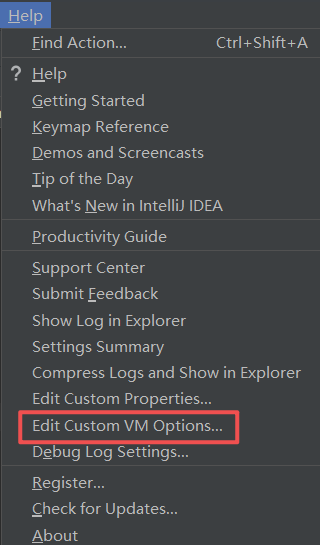 Help
Find Action... Ctrl+Shift+A
? Help
Getting Started
Keymap Reference
Demos and Screencasts
Tip of the Day
What's New in IntelliJ IDEA
Productivity Guide
Support Center
Submit Feedback
Show Log in Explorer
Settings Summary
Compress Logs and Show in Explorer
Edit Custom Properties...
Edit Custom VM Options...
Debug Log Settings...
Register...
Check for Updates...
About